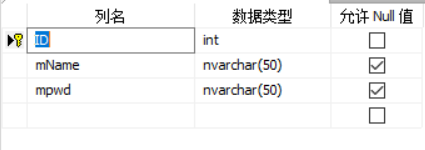 列名 数据类型 允许 Null 值
ID int
mName nvarchar(50)
mpwd nvarchar(50)